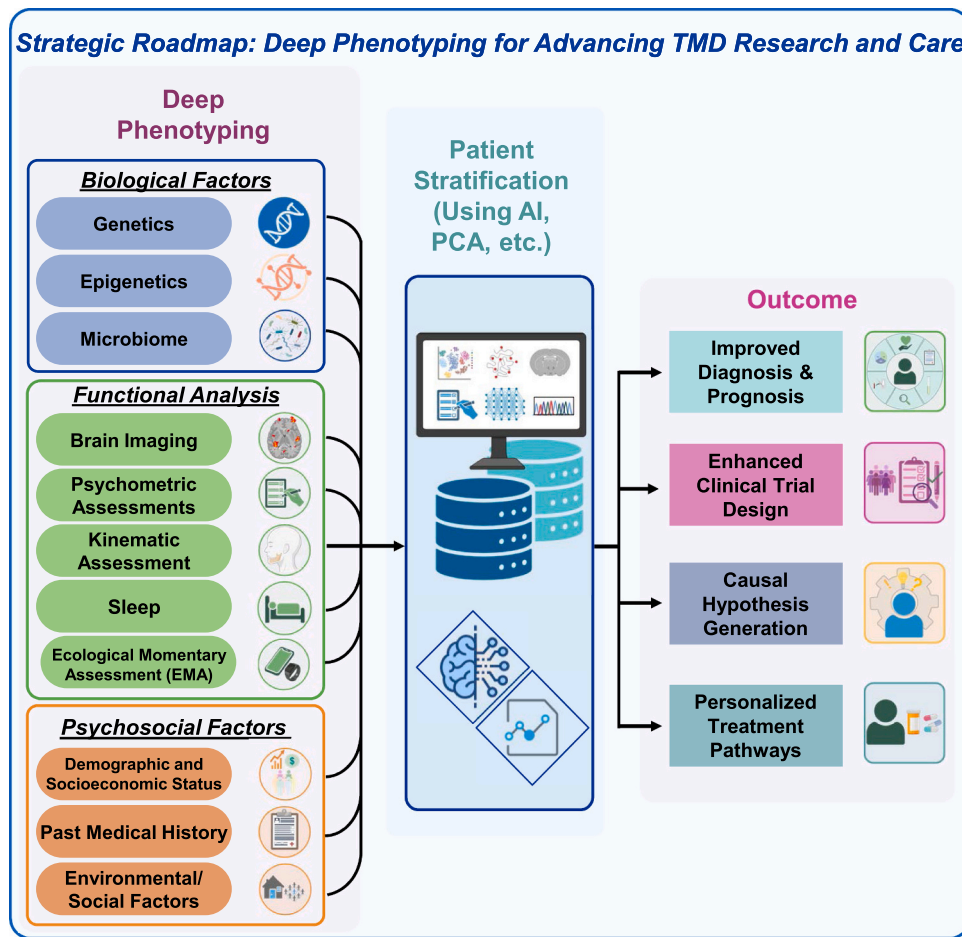 Strategic Roadmap: Deep Phenotyping for Advancing TMD Research and Care
Deep
Phenotyping
Biological Factors
Genetics
Epigenetics
Microbiome
Functional Analysis
Brain Imaging
Psychometric
Assessments
Kinematic
Assessment
Sleep
Ecological Momentary
Assessment (EMA)
Psychosocial Factors
Demographic and
Socioeconomic Status
Past Medical History
Environmental/
Social Factors
Patient
Stratification
(Using AI,
PCA, etc.)
Outcome
Improved
Diagnosis &
Prognosis
Enhanced
Clinical Trial
Design
Causal
Hypothesis
Generation
Personalized
Treatment
Pathways